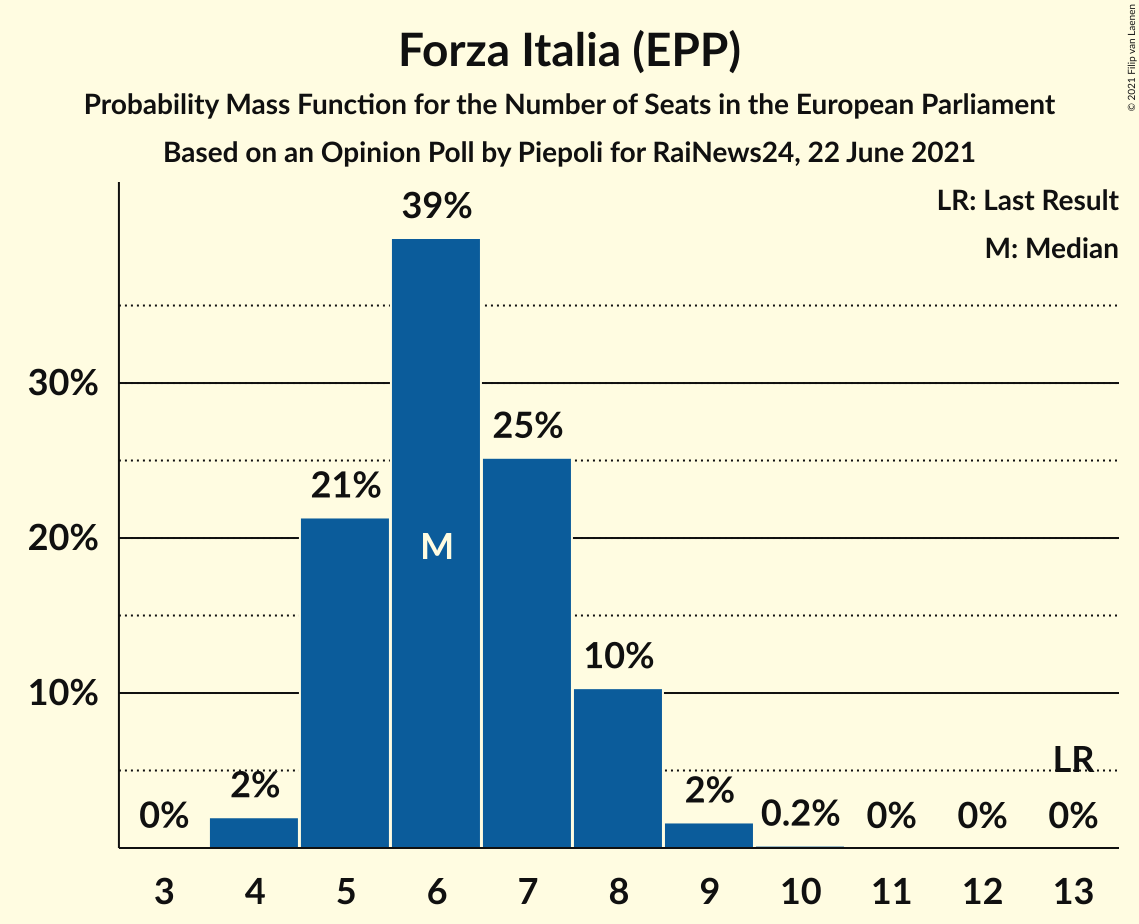 Forza Italia (EPP)
Probability Mass Function for the Number of Seats in the European Parliament
Based on an Opinion Poll by Piepoli for RaiNews24, 22 June 2021
© 2021 Filip van Laenen
LR: Last Result
M: Median
39%
30%
25%
21%
20%
M
10%
10%
LR
2%
2%
0%
0.2%
0%
0%
0%
3 4 5 6 7 8 9 10 11 12 13